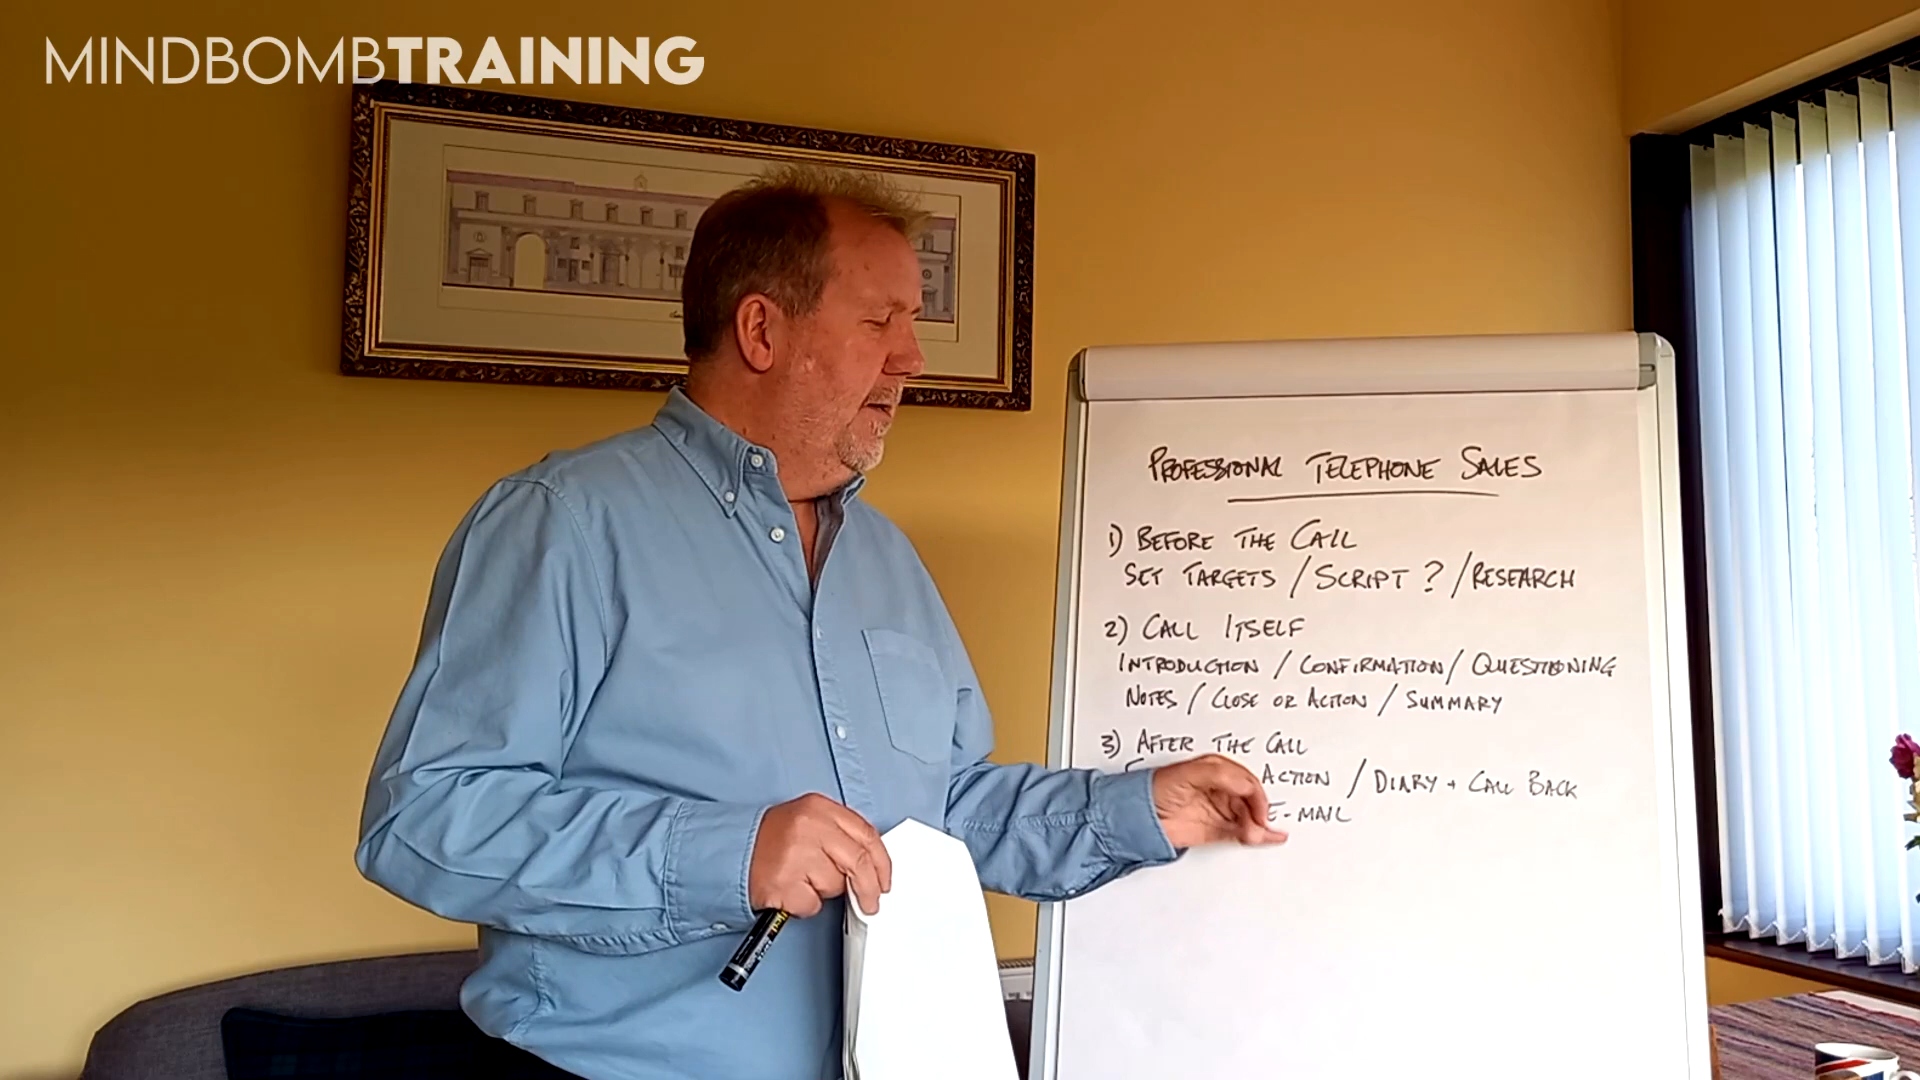 MINDBOMBTRAINING
PROFESSIONAL TELEPHONE SALES
1) BEFORE THE CALL
SET TARGETS / SCRIPT ? / RESEARCH
2) CALL ITSELF
INTRODUCTION / CONFIRMATION / QUESTIONING
NOTES / CLOSE OR ACTION / SUMMARY
3) AFTER THE CALL
ACTION / DIARY + CALL BACK
E-MAIL